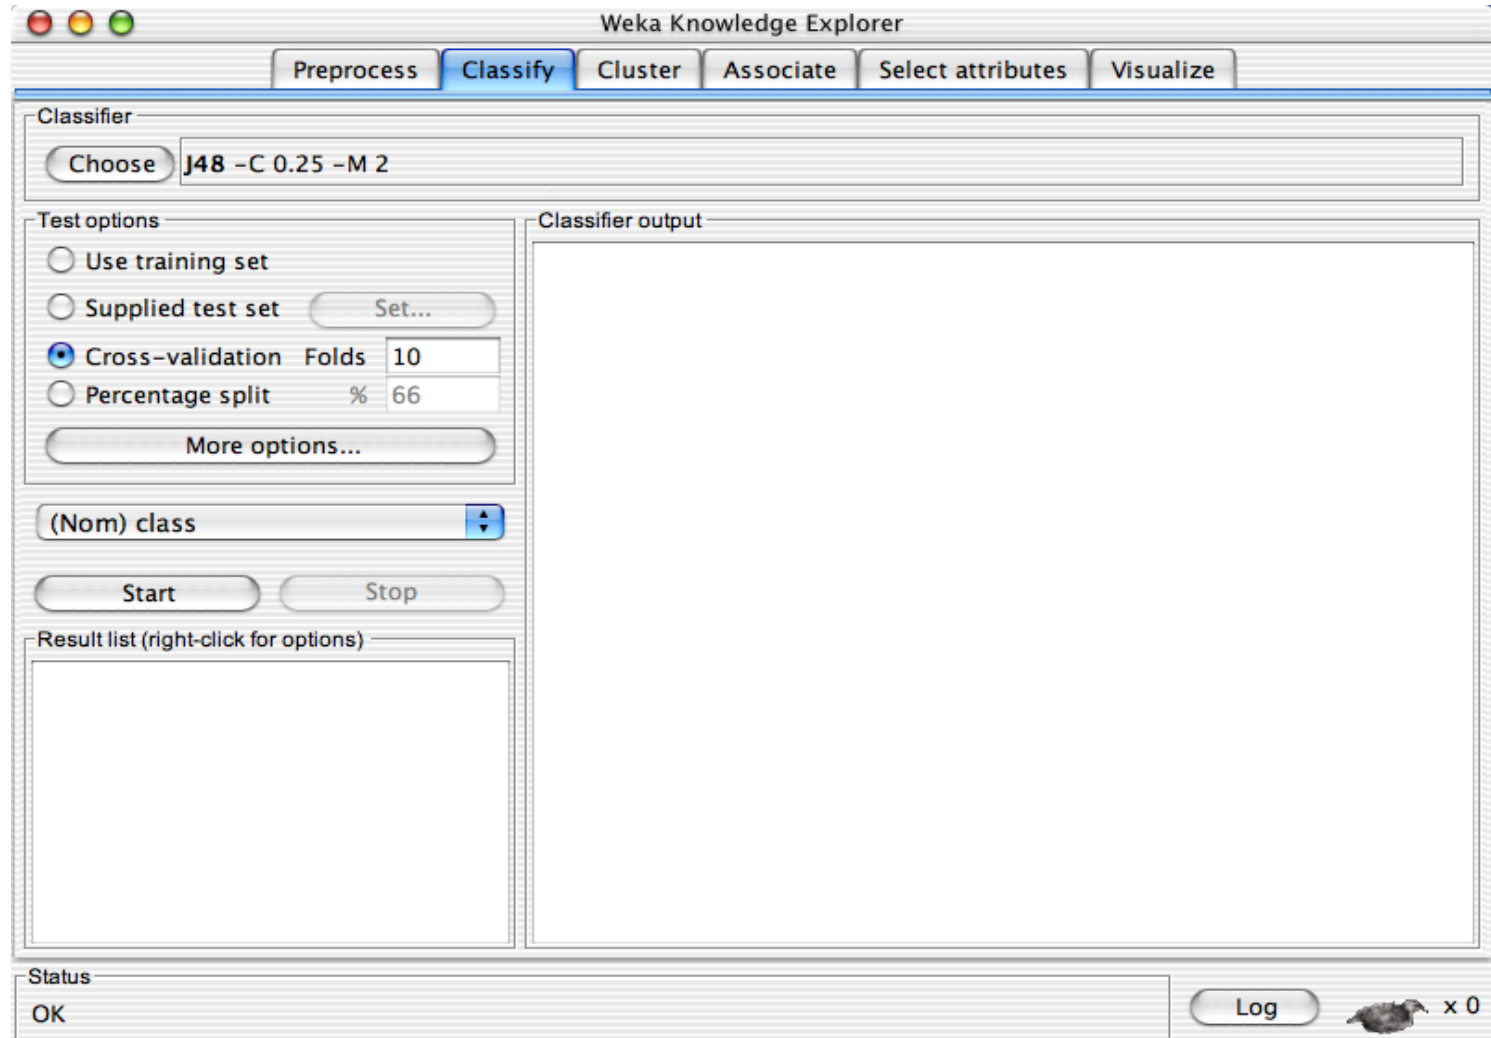 Weka Knowledge Explorer
Preprocess Classify Cluster Associate Select attributes Visualize
Classifier
Choose J48 -C 0.25 -M 2
Test options
Use training set
Supplied test set Set...
Cross-validation Folds 10
Percentage split % 66
More options...
(Nom) class
Start Stop
Result list (right-click for options)
Classifier output
Status
OK
Log x 0